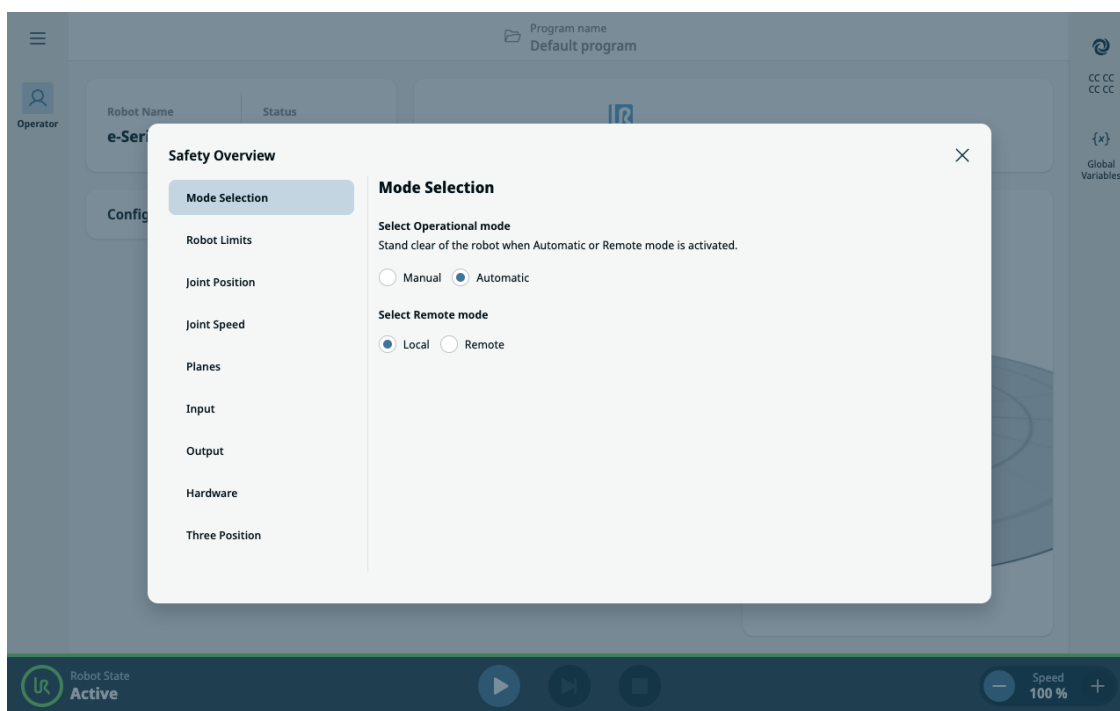 Program name
Default program
Operator
Robot Name
Status
e-Seri
Config
CC CC
CC CC
{x}
Global
Variables
Safety Overview
Mode Selection
Robot Limits
Joint Position
Joint Speed
Planes
Input
Output
Hardware
Three Position
Mode Selection
Select Operational mode
Stand clear of the robot when Automatic or Remote mode is activated.
Manual Automatic
Select Remote mode
Local Remote
Robot State
Active
Speed
100 %